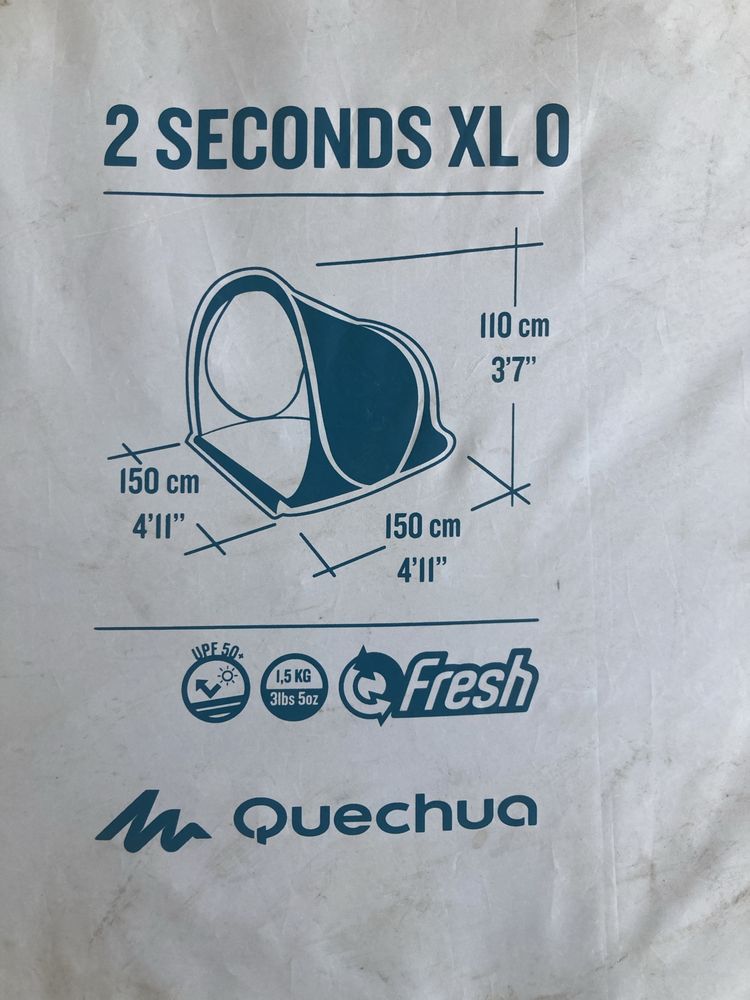 2 SECONDS XL 0
110 cm
3'7"
150 cm
4'11"
150 cm
4'11"
UPF 50+
1,5 KG
3lbs 5oz
Fresh
Quechua